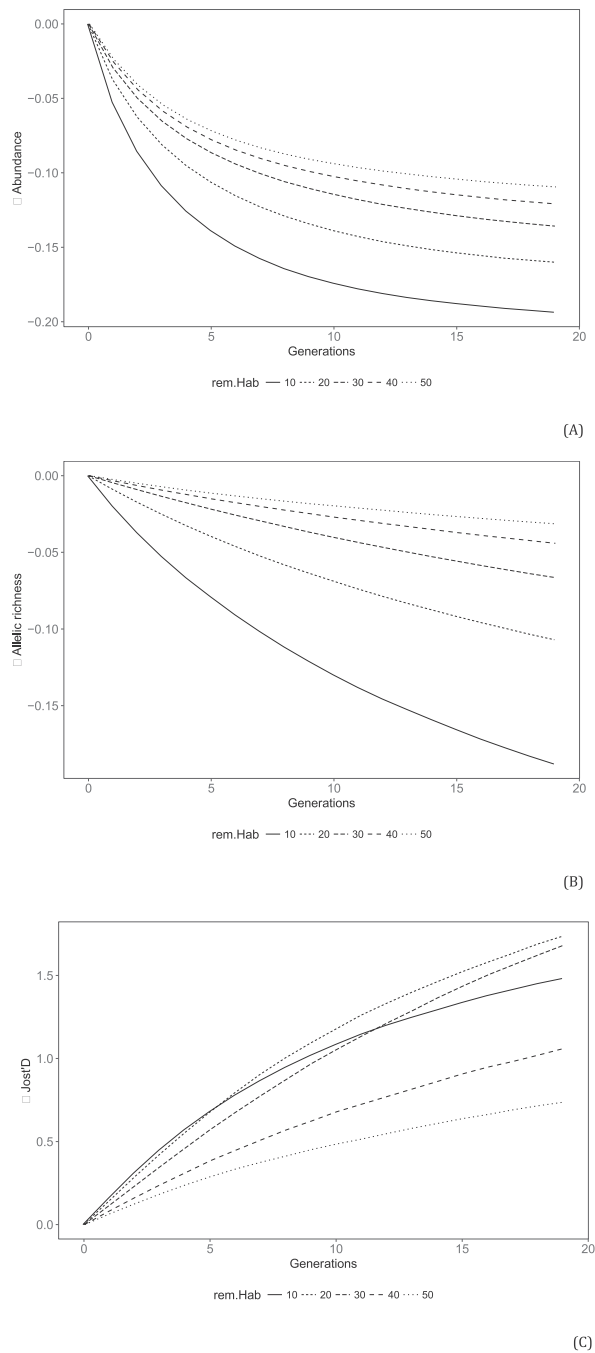 0.00
−0.05
−0.10
−0.15
−0.20
□ Abundance
0 5 10 15 20
Generations
rem.Hab 10 20 30 40 50
(A)
0.00
−0.05
−0.10
−0.15
□ Allelic richness
0 5 10 15 20
Generations
rem.Hab 10 20 30 40 50
(B)
1.5
1.0
0.5
0.0
□ Jost'D
0 5 10 15 20
Generations
rem.Hab 10 20 30 40 50
(C)